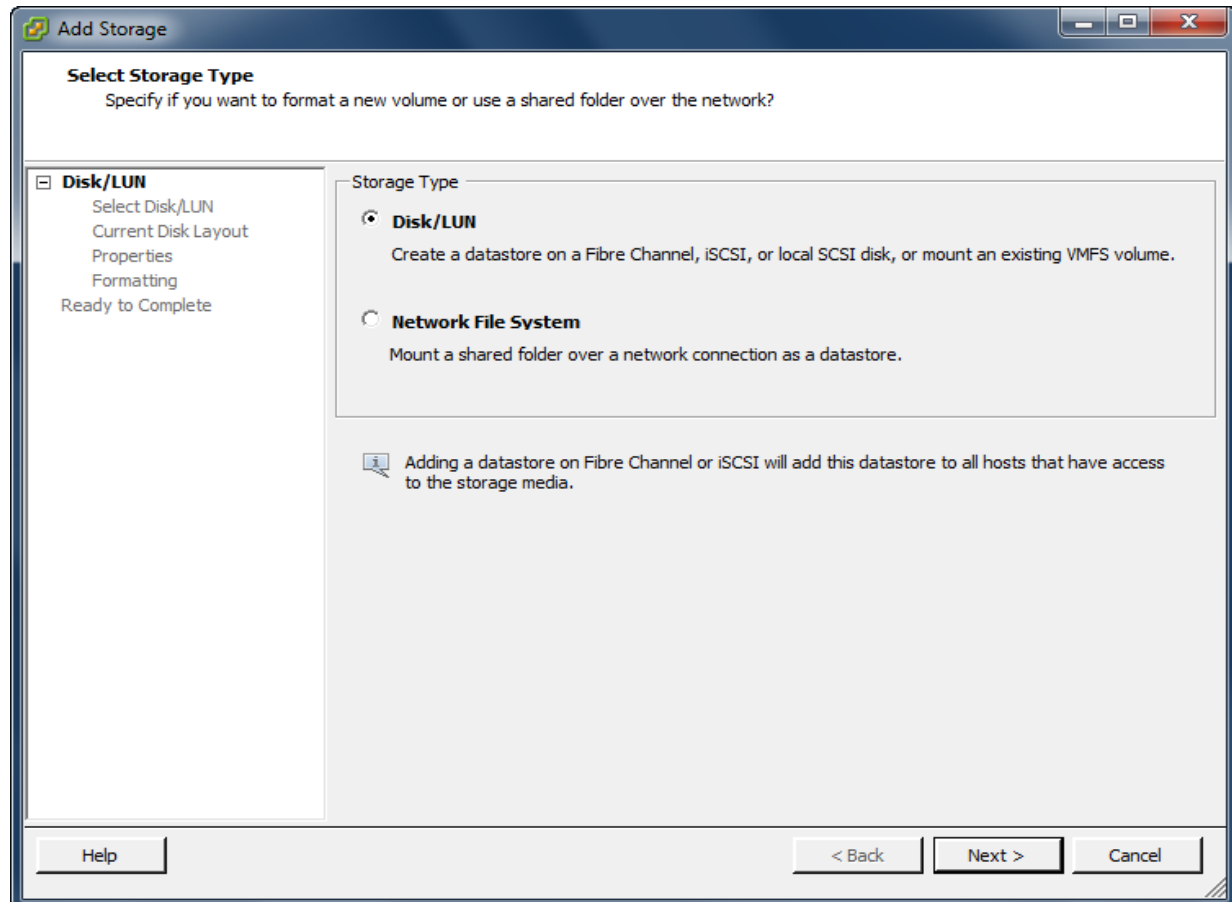 Add Storage
Select Storage Type
Specify if you want to format a new volume or use a shared folder over the network?
Disk/LUN
Select Disk/LUN
Current Disk Layout
Properties
Formatting
Ready to Complete
Storage Type
Disk/LUN
Create a datastore on a Fibre Channel, iSCSI, or local SCSI disk, or mount an existing VMFS volume.
Network File System
Mount a shared folder over a network connection as a datastore.
Adding a datastore on Fibre Channel or iSCSI will add this datastore to all hosts that have access
to the storage media.
Help
< Back
Next >
Cancel